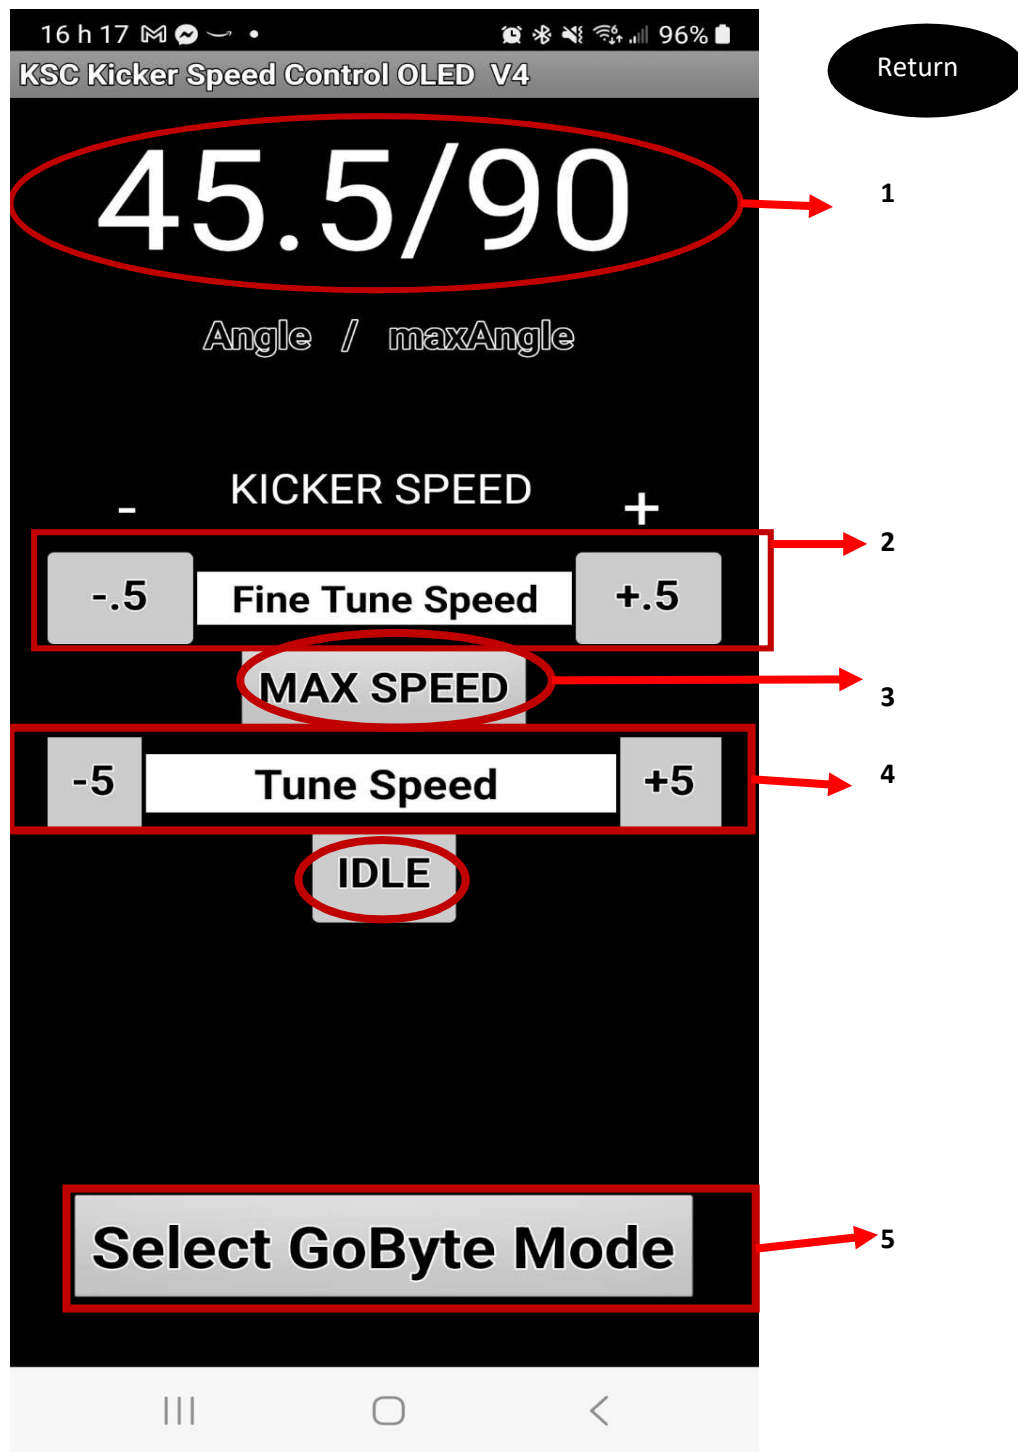 16 h 17 96%
Return
KSC Kicker Speed Control OLED V4
45.5/90
1
Angle / maxAngle
- KICKER SPEED +
2
-.5 Fine Tune Speed +.5
MAX SPEED
3
-5 Tune Speed +5
4
IDLE
Select GoByte Mode
5